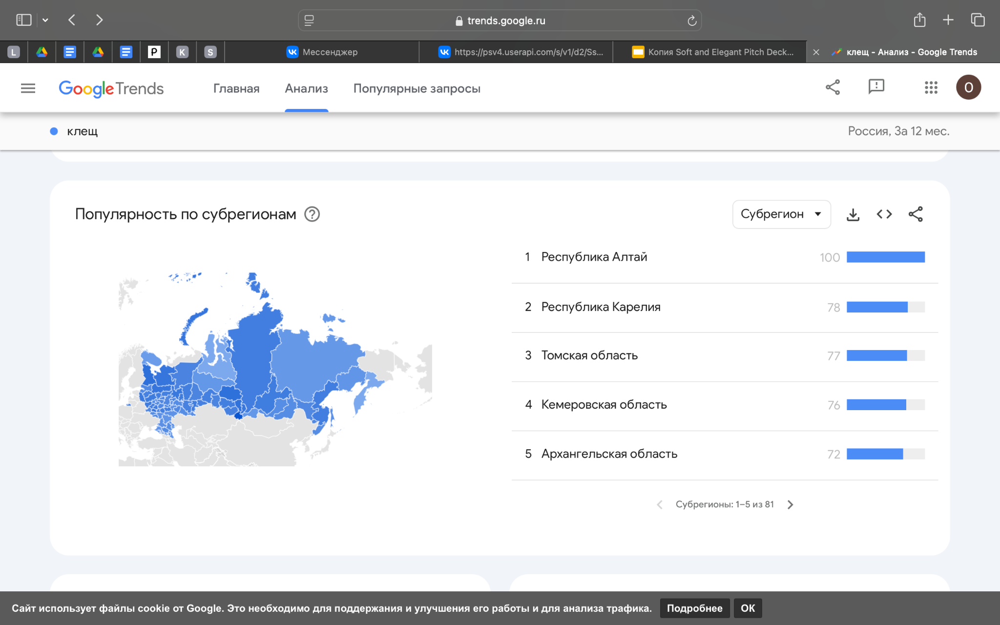 trends.google.ru
L
P
K
S
Мессенджер
https://psv4.userapi.com/s/v1/d2/Ss...
Копия Soft and Elegant Pitch Deck...
клещ - Анализ - Google Trends
Google Trends
Главная
Анализ
Популярные запросы
O
клещ
Россия, За 12 мес.
Популярность по субрегионам
Субрегион
1 Республика Алтай 100
2 Республика Карелия 78
3 Томская область 77
4 Кемеровская область 76
5 Архангельская область 72
Субрегионы: 1–5 из 81
Сайт использует файлы cookie от Google. Это необходимо для поддержания и улучшения его работы и для анализа трафика.
Подробнее
ОК